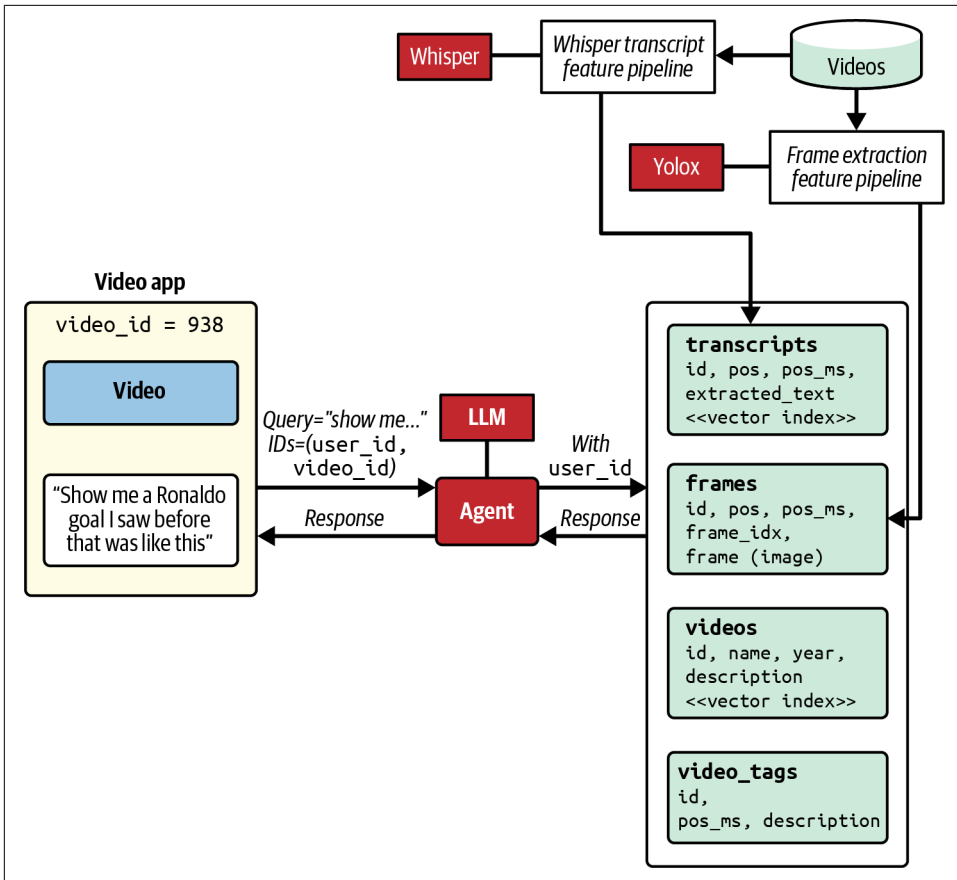 Whisper
Whisper transcript
feature pipeline
Videos
Yolox
Frame extraction
feature pipeline
Video app
video_id = 938
Video
“Show me a Ronaldo
goal I saw before
that was like this”
Query="show me..."
IDs=(user_id,
video_id)
Response
LLM
Agent
With
user_id
Response
transcripts
id, pos, pos_ms,
extracted_text
<<vector index>>
frames
id, pos, pos_ms,
frame_idx,
frame (image)
videos
id, name, year,
description
<<vector index>>
video_tags
id,
pos_ms, description